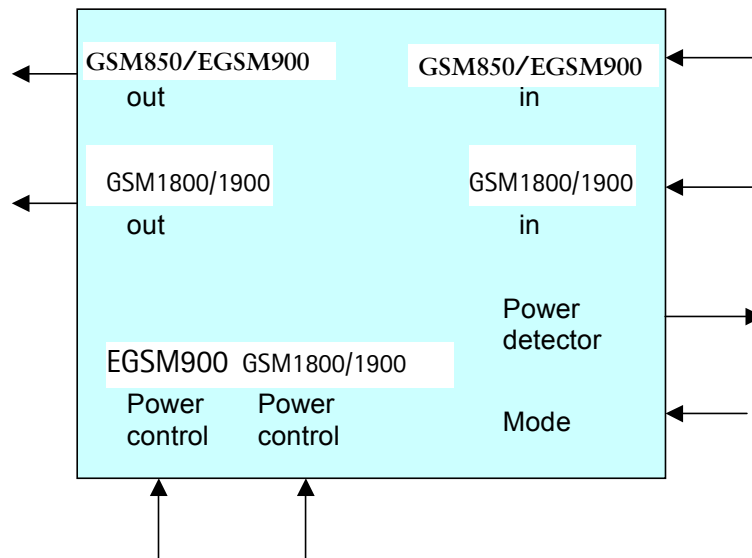 GSM850/EGSM900
out
GSM850/EGSM900
in
GSM1800/1900
out
GSM1800/1900
in
Power
detector
EGSM900 GSM1800/1900
Power
control
Power
control
Mode